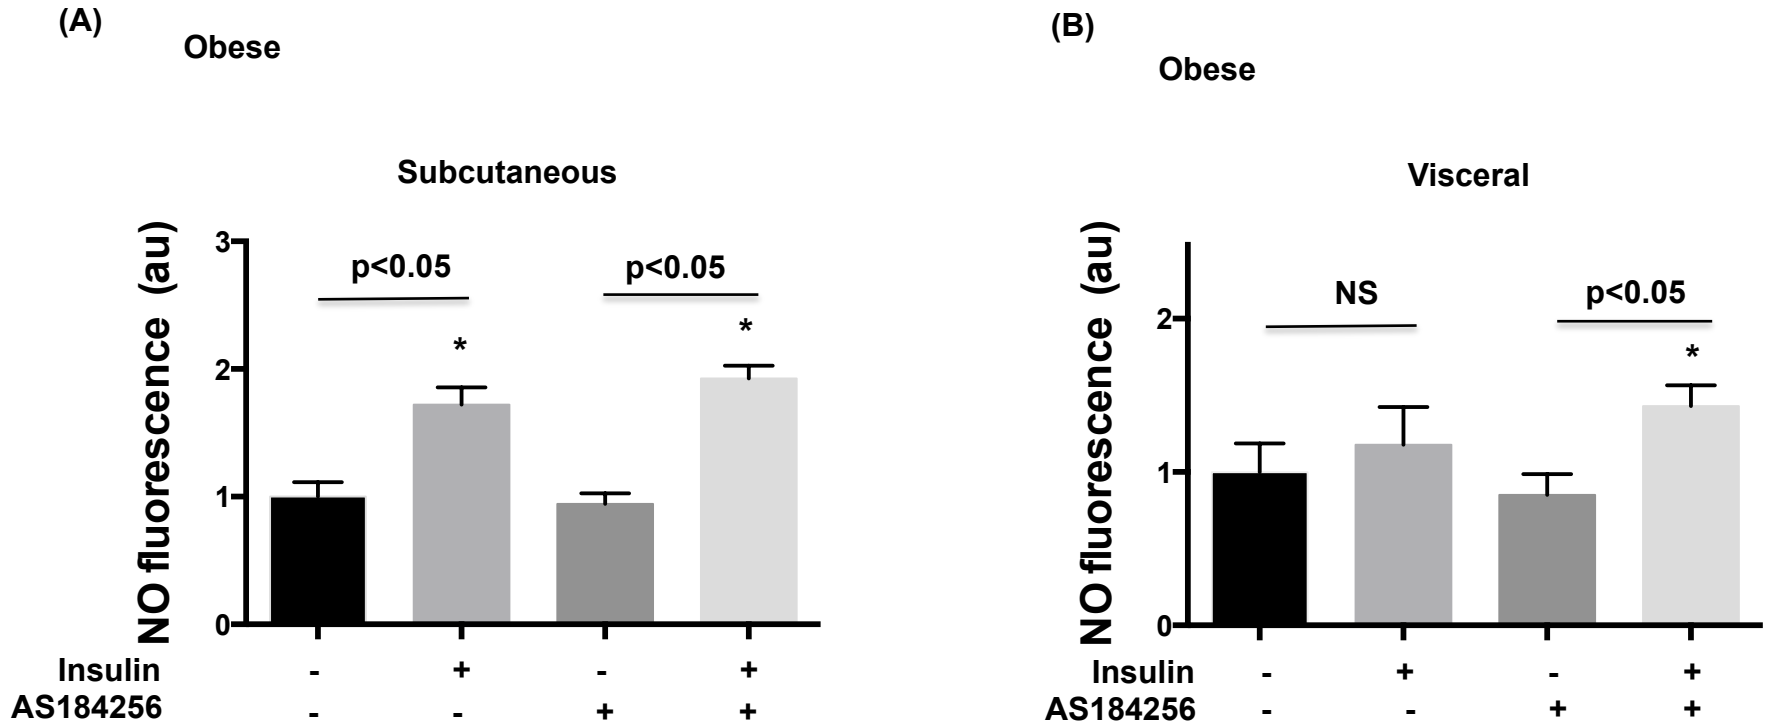 (A)
Obese
Subcutaneous
NO fluorescence (au)
3
2
1
0
p<0.05
p<0.05
*
*
Insulin - + - +
AS184256 - - + +
(B)
Obese
Visceral
NO fluorescence (au)
2
1
0
NS
p<0.05
*
Insulin - + - +
AS184256 - - + +